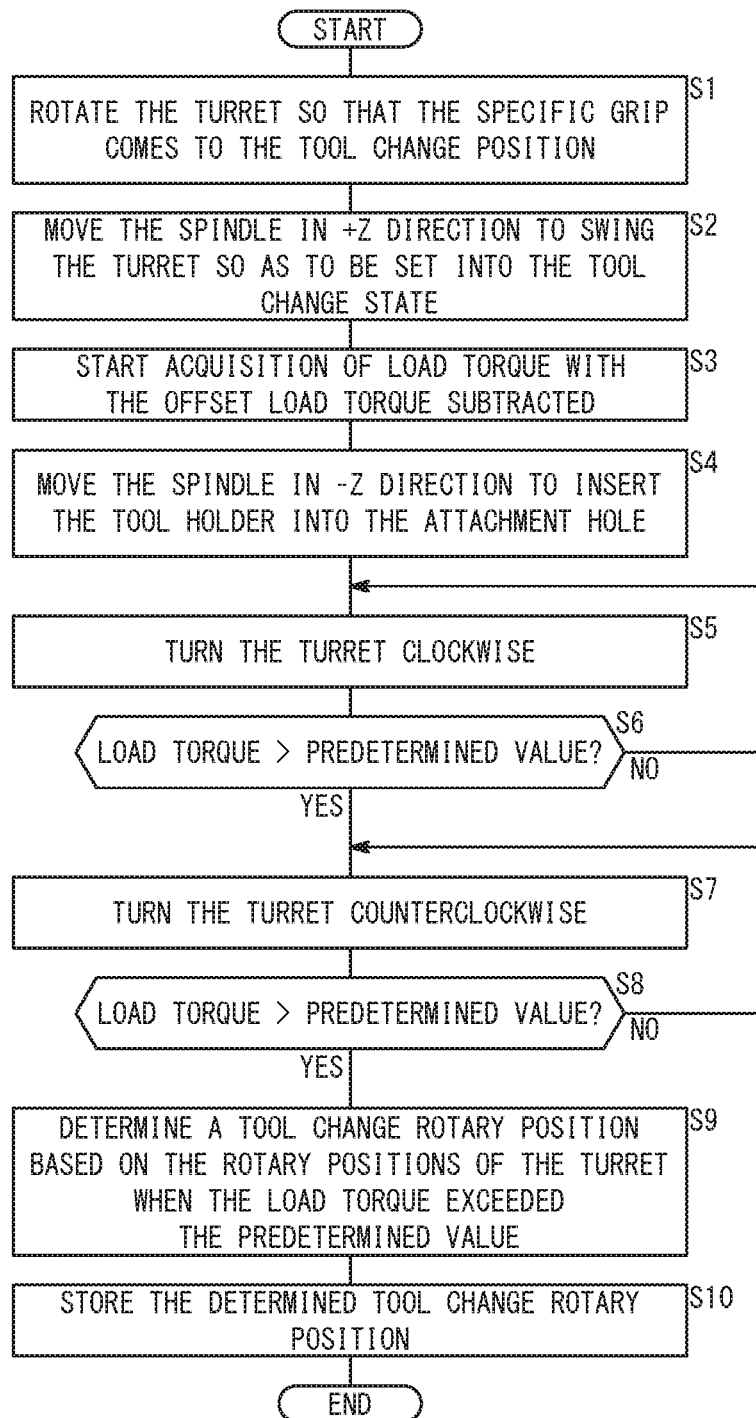 START
S1
ROTATE THE TURRET SO THAT THE SPECIFIC GRIP
COMES TO THE TOOL CHANGE POSITION
S2
MOVE THE SPINDLE IN +Z DIRECTION TO SWING
THE TURRET SO AS TO BE SET INTO THE TOOL
CHANGE STATE
S3
START ACQUISITION OF LOAD TORQUE WITH
THE OFFSET LOAD TORQUE SUBTRACTED
S4
MOVE THE SPINDLE IN -Z DIRECTION TO INSERT
THE TOOL HOLDER INTO THE ATTACHMENT HOLE
S5
TURN THE TURRET CLOCKWISE
S6
LOAD TORQUE > PREDETERMINED VALUE?
NO
YES
S7
TURN THE TURRET COUNTERCLOCKWISE
S8
LOAD TORQUE > PREDETERMINED VALUE?
NO
YES
S9
DETERMINE A TOOL CHANGE ROTARY POSITION
BASED ON THE ROTARY POSITIONS OF THE TURRET
WHEN THE LOAD TORQUE EXCEEDED
THE PREDETERMINED VALUE
S10
STORE THE DETERMINED TOOL CHANGE ROTARY
POSITION
END